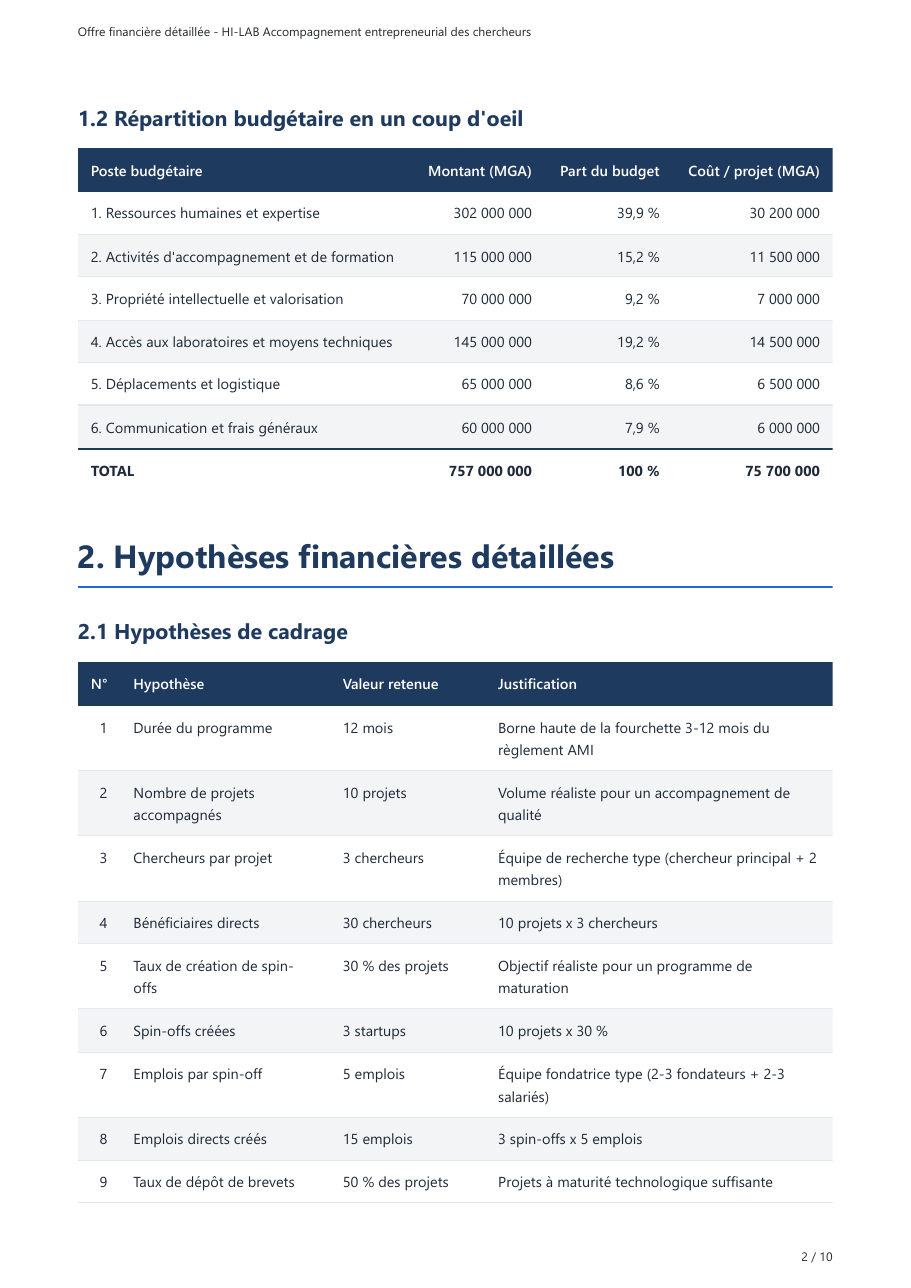 Offre financière détaillée - HI-LAB Accompagnement entrepreneurial des chercheurs
1.2 Répartition budgétaire en un coup d'oeil
Poste budgétaire Montant (MGA) Part du budget Coût / projet (MGA)
1. Ressources humaines et expertise 302 000 000 39,9 % 30 200 000
2. Activités d'accompagnement et de formation 115 000 000 15,2 % 11 500 000
3. Propriété intellectuelle et valorisation 70 000 000 9,2 % 7 000 000
4. Accès aux laboratoires et moyens techniques 145 000 000 19,2 % 14 500 000
5. Déplacements et logistique 65 000 000 8,6 % 6 500 000
6. Communication et frais généraux 60 000 000 7,9 % 6 000 000
TOTAL 757 000 000 100 % 75 700 000
2. Hypothèses financières détaillées
2.1 Hypothèses de cadrage
N° Hypothèse Valeur retenue Justification
1 Durée du programme 12 mois Borne haute de la fourchette 3-12 mois du
règlement AMI
2 Nombre de projets 10 projets Volume réaliste pour un accompagnement de
accompagnés qualité
3 Chercheurs par projet 3 chercheurs Équipe de recherche type (chercheur principal + 2
membres)
4 Bénéficiaires directs 30 chercheurs 10 projets x 3 chercheurs
5 Taux de création de spin- 30 % des projets Objectif réaliste pour un programme de
offs maturation
6 Spin-offs créées 3 startups 10 projets x 30 %
7 Emplois par spin-off 5 emplois Équipe fondatrice type (2-3 fondateurs + 2-3
salariés)
8 Emplois directs créés 15 emplois 3 spin-offs x 5 emplois
9 Taux de dépôt de brevets 50 % des projets Projets à maturité technologique suffisante
2 / 10